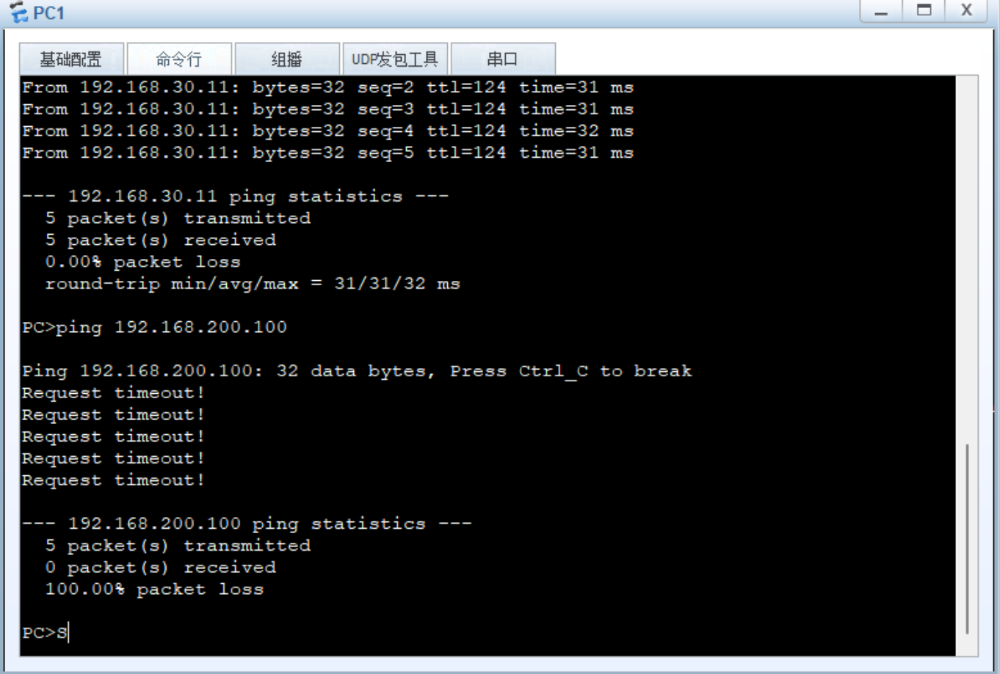 PC1
基础配置 命令行 组播 UDP发包工具 串口
From 192.168.30.11: bytes=32 seq=2 ttl=124 time=31 ms
From 192.168.30.11: bytes=32 seq=3 ttl=124 time=31 ms
From 192.168.30.11: bytes=32 seq=4 ttl=124 time=32 ms
From 192.168.30.11: bytes=32 seq=5 ttl=124 time=31 ms
--- 192.168.30.11 ping statistics ---
5 packet(s) transmitted
5 packet(s) received
0.00% packet loss
round-trip min/avg/max = 31/31/32 ms
PC>ping 192.168.200.100
Ping 192.168.200.100: 32 data bytes, Press Ctrl_C to break
Request timeout!
Request timeout!
Request timeout!
Request timeout!
Request timeout!
--- 192.168.200.100 ping statistics ---
5 packet(s) transmitted
0 packet(s) received
100.00% packet loss
PC>S